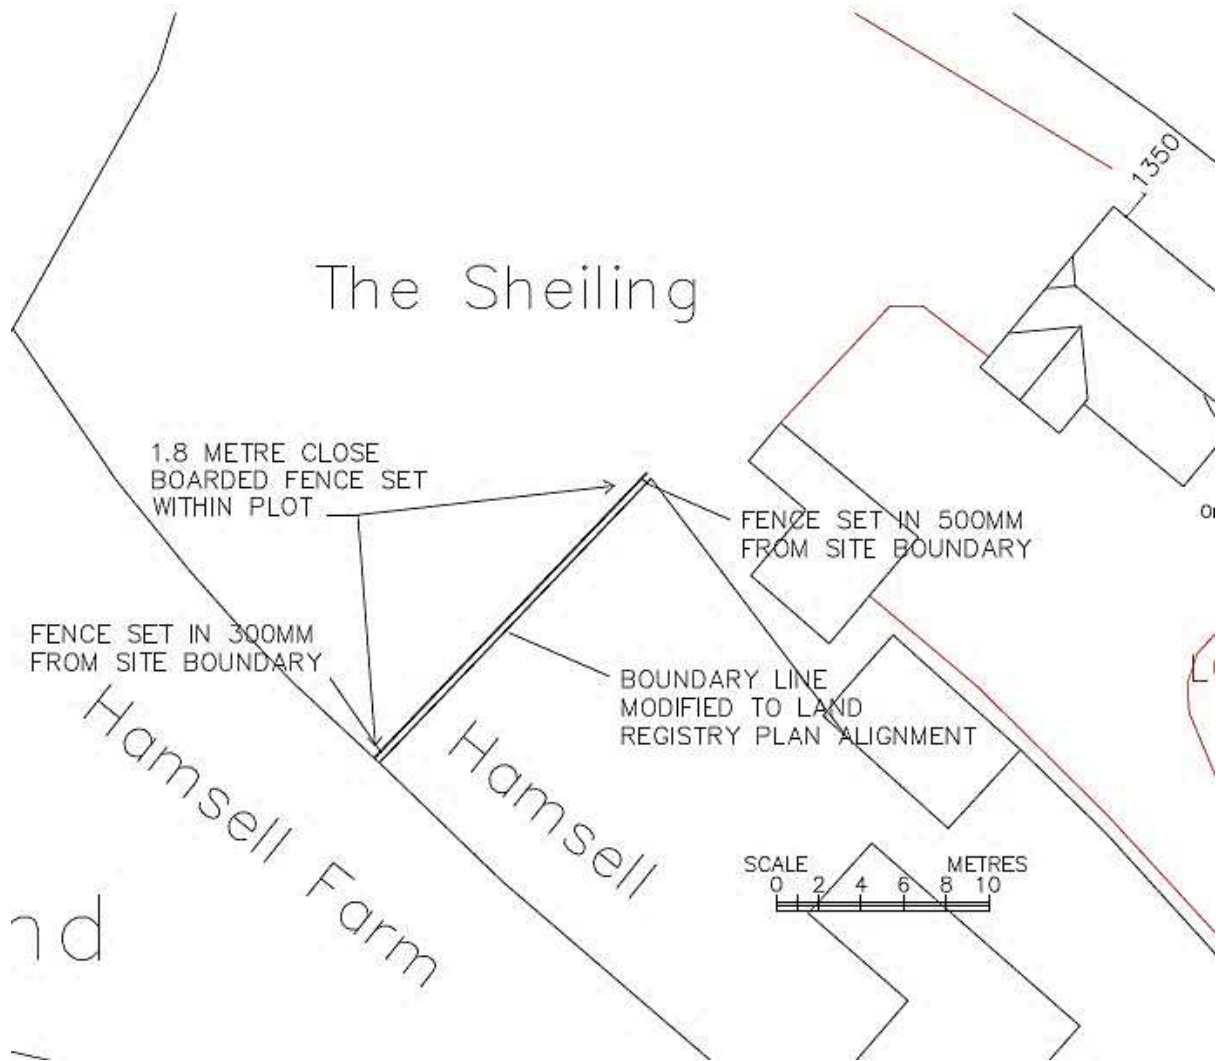 1350
The Sheiling
1.8 METRE CLOSE
BOARDED FENCE SET
WITHIN PLOT
FENCE SET IN 500MM
FROM SITE BOUNDARY
FENCE SET IN 300MM
FROM SITE BOUNDARY
BOUNDARY LINE
MODIFIED TO LAND
REGISTRY PLAN ALIGNMENT
Hamsell Farm
Hamsell
SCALE METRES
0 2 4 6 8 10
nd